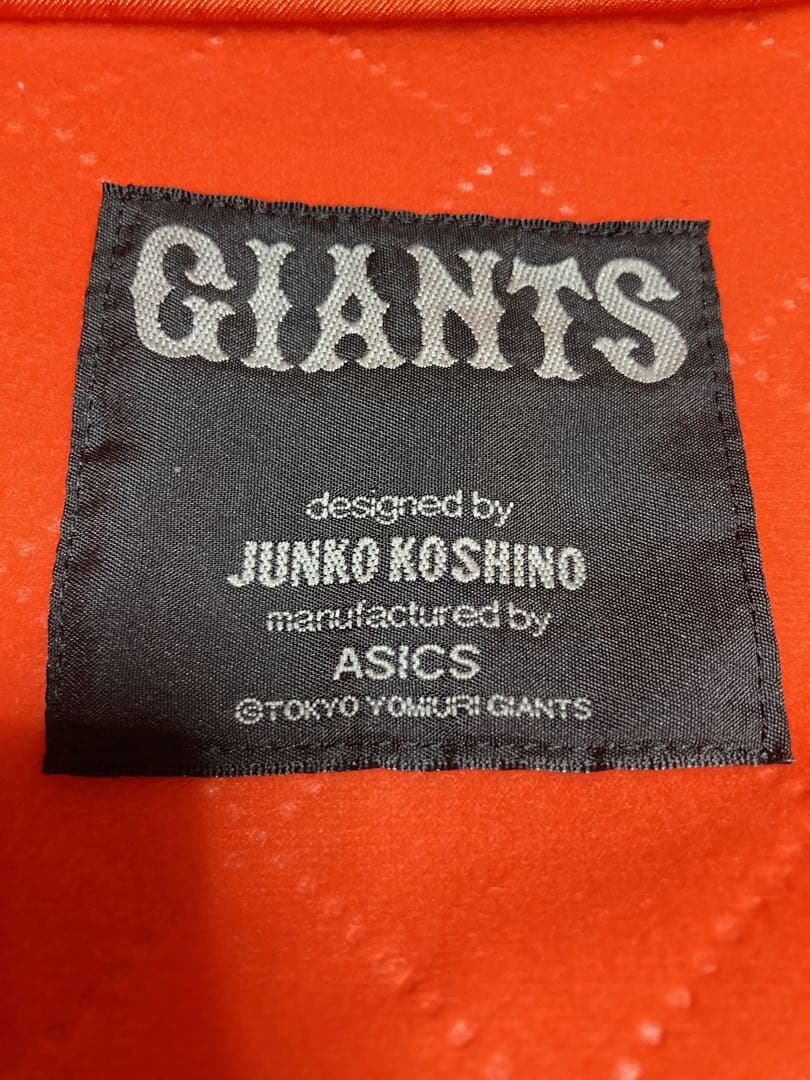 GIANTS
designed by
JUNKO KOSHINO
manufactured by
ASICS
©TOKYO YOMIURI GIANTS